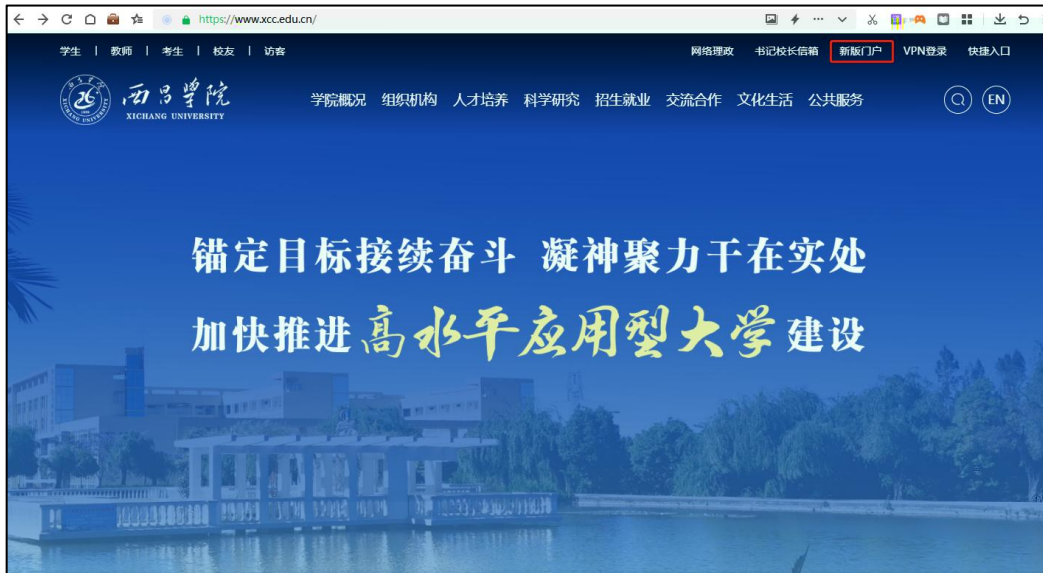 https://www.xcc.edu.cn/
学生 | 教师 | 考生 | 校友 | 访客
网络理政 书记校长信箱 新版门户 VPN登录 快捷入口
西昌学院
XICHANG UNIVERSITY
学院概况 组织机构 人才培养 科学研究 招生就业 交流合作 文化生活 公共服务
EN
锚定目标接续奋斗 凝神聚力干在实处
加快推进高水平应用型大学建设